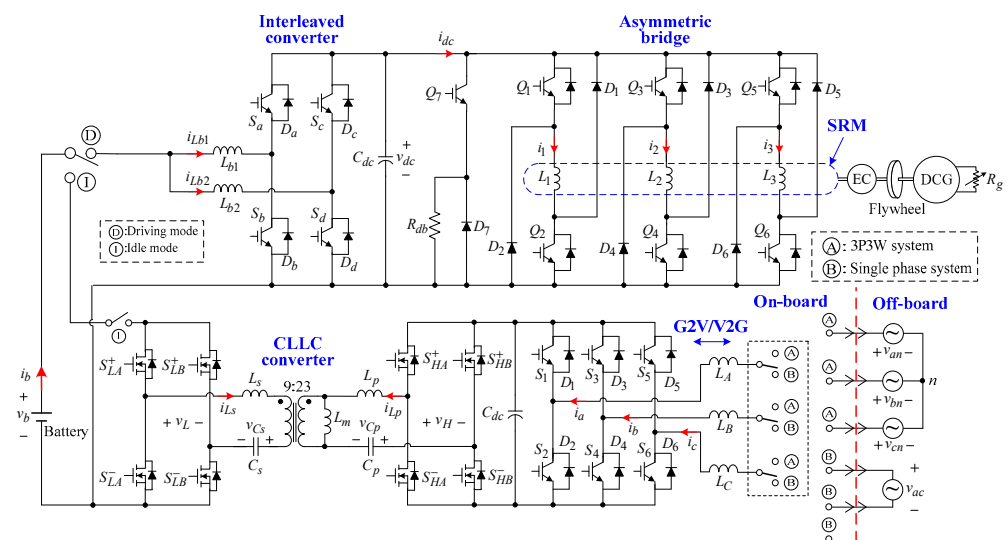 Interleaved
converter
Asymmetric
bridge
i_dc
Q_7
Q_1
D_1
Q_3
D_3
Q_5
D_5
S_a
D_a
S_c
D_c
SRM
D
I
i_Lb1
L_b1
i_Lb2
L_b2
C_dc
+
v_dc
−
i_1
i_2
i_3
L_1
L_2
L_3
EC
DCG
R_g
Flywheel
D:Driving mode
I:Idle mode
S_b
D_b
S_d
D_d
R_db
D_7
D_2
Q_2
D_4
Q_4
D_6
Q_6
A: 3P3W system
B: Single phase system
On-board
Off-board
G2V/V2G
I
CLLC
converter
S_LA^+
S_LB^+
S_HA^+
S_HB^+
L_s
9:23
L_p
i_Ls
i_Lp
L_m
+ v_L −
+ v_H −
v_Cs
− +
C_s
v_Cp
− +
C_p
S_LA^−
S_LB^−
S_HA^−
S_HB^−
C_dc
S_1
D_1
S_3
D_3
S_5
D_5
i_a
i_b
i_c
S_2
D_2
S_4
D_4
S_6
D_6
L_A
L_B
L_C
A
B
A
B
A
B
A
+v_an−
A
+v_bn−
n
A
+v_cn−
B
+
v_ac
−
B
B
i_b
+
v_b
−
Battery